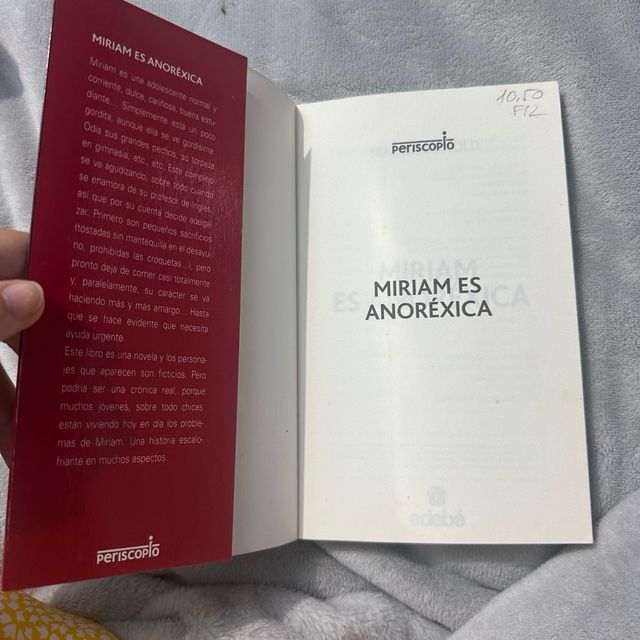 MIRIAM ES ANORÉXICA
Miriam es una adolescente normal y
corriente, dulce, cariñosa, buena estu-
diante... Simplemente está un poco
gordita, aunque ella se ve gordísima.
Odia sus grandes pechos, su torpeza
en gimnasia, etc., etc. Este complejo
se va agudizando, sobre todo cuando
se enamora de su profesor de inglés,
así que por su cuenta decide adelga-
zar. Primero son pequeños sacrificios
(tostadas sin mantequilla en el desayu-
no, prohibidas las croquetas...), pero
pronto deja de comer casi totalmente
y, paralelamente, su carácter se va
haciendo más y más amargo... Hasta
que se hace evidente que necesita
ayuda urgente.
Este libro es una novela y los persona-
jes que aparecen son ficticios. Pero
podría ser una crónica real, porque
muchos jóvenes, sobre todo chicas,
están viviendo hoy en día los proble-
mas de Miriam. Una historia escalo-
friante en muchos aspectos.
PERISCOPIO
10,50
F12
PERISCOPIO
MIRIAM ES
ANORÉXICA
MIRIAM
ES ANORÉXICA
edebé